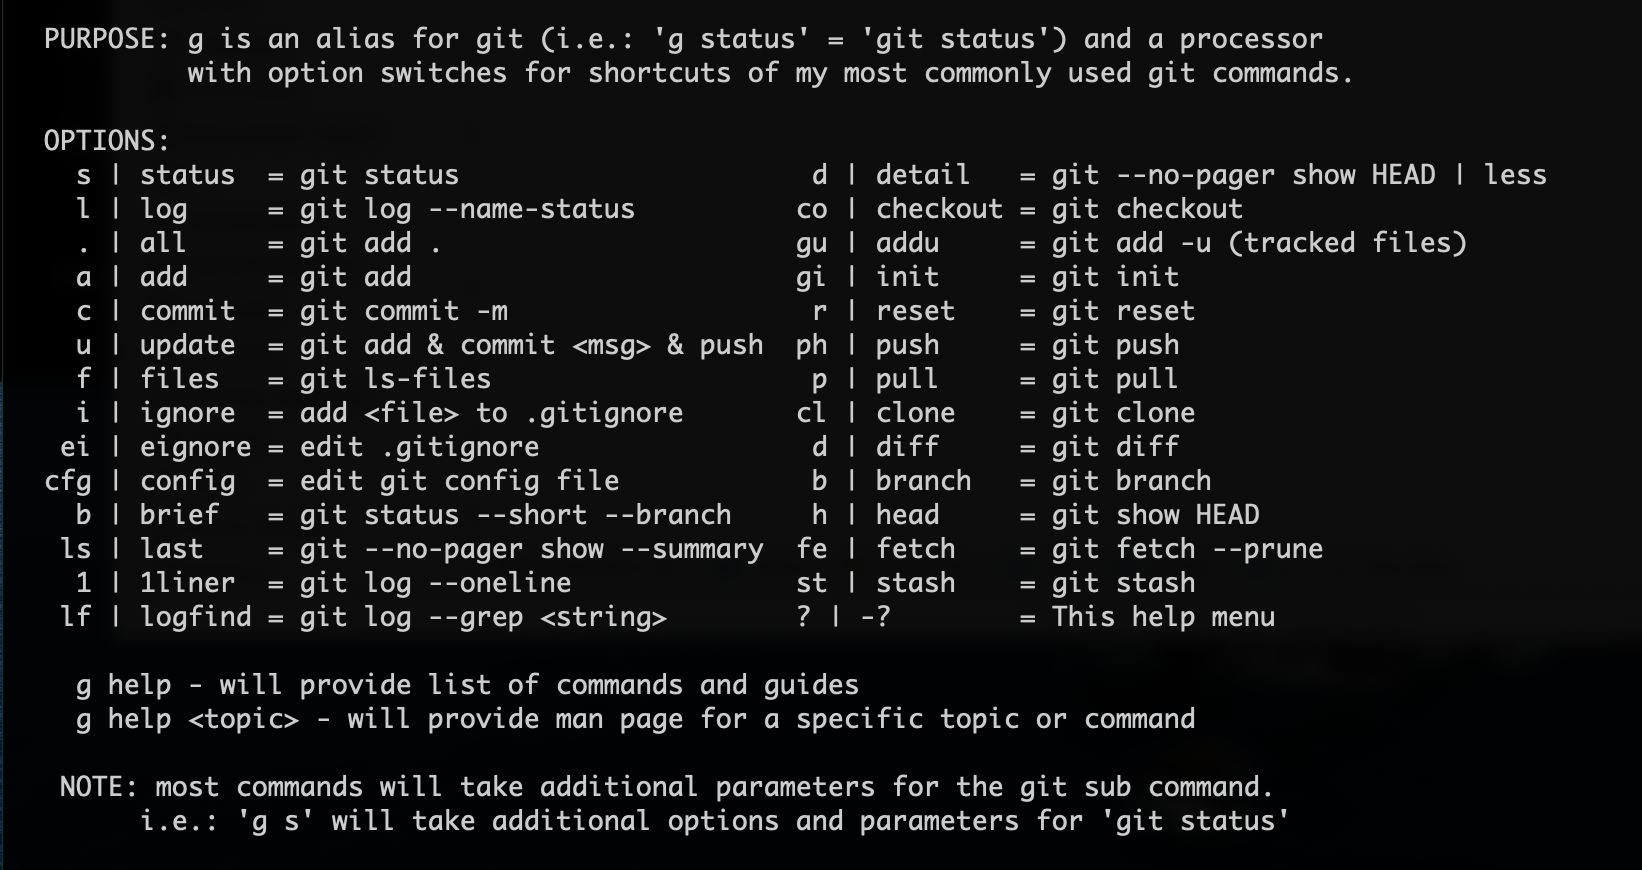 PURPOSE: g is an alias for git (i.e.: 'g status' = 'git status') and a processor
         with option switches for shortcuts of my most commonly used git commands.

OPTIONS:
  s | status  = git status                      d | detail   = git --no-pager show HEAD | less
  l | log     = git log --name-status          co | checkout = git checkout
  . | all     = git add .                      gu | addu     = git add -u (tracked files)
  a | add     = git add                        gi | init     = git init
  c | commit  = git commit -m                   r | reset    = git reset
  u | update  = git add & commit <msg> & push  ph | push     = git push
  f | files   = git ls-files                    p | pull     = git pull
  i | ignore  = add <file> to .gitignore       cl | clone    = git clone
 ei | eignore = edit .gitignore                 d | diff     = git diff
cfg | config  = edit git config file            b | branch   = git branch
  b | brief   = git status --short --branch     h | head     = git show HEAD
 ls | last    = git --no-pager show --summary  fe | fetch    = git fetch --prune
  1 | 1liner  = git log --oneline              st | stash    = git stash
 lf | logfind = git log --grep <string>        ? | -?        = This help menu

  g help - will provide list of commands and guides
  g help <topic> - will provide man page for a specific topic or command

 NOTE: most commands will take additional parameters for the git sub command.
      i.e.: 'g s' will take additional options and parameters for 'git status'